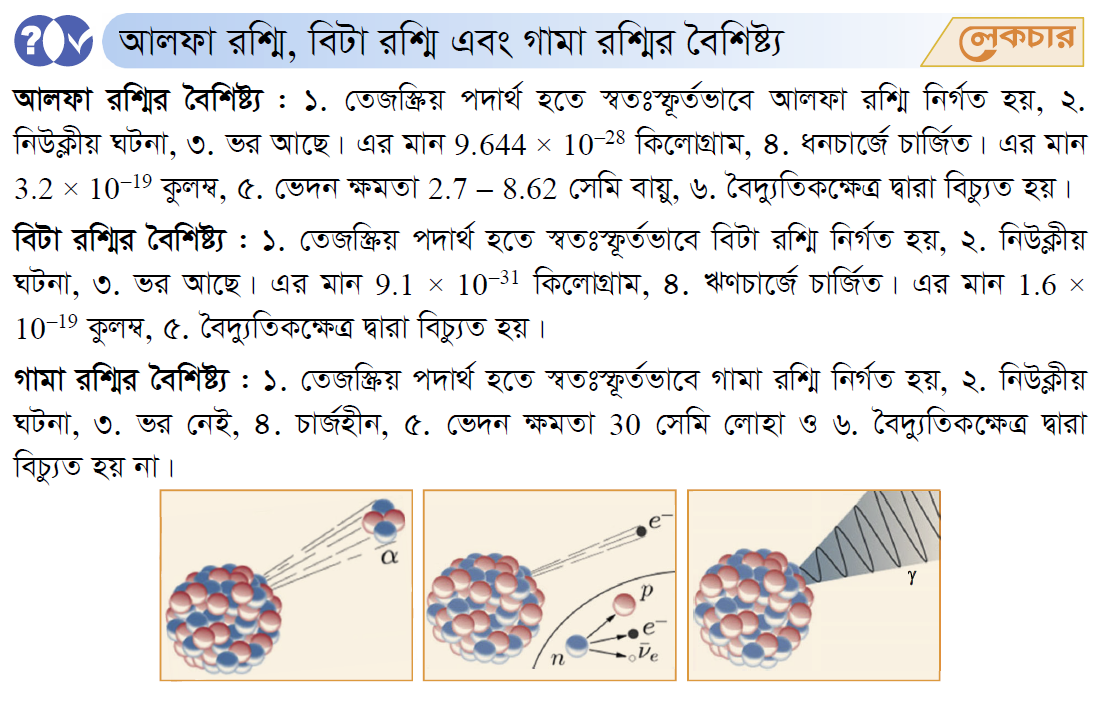 ?
আলফা রশ্মি, বিটা রশ্মি এবং গামা রশ্মির বৈশিষ্ট্য
লেকচার
আলফা রশ্মির বৈশিষ্ট্য : ১. তেজস্ক্রিয় পদার্থ হতে স্বতঃস্ফূর্তভাবে আলফা রশ্মি নির্গত হয়, ২.
নিউক্লীয় ঘটনা, ৩. ভর আছে। এর মান 9.644 × 10⁻²⁸ কিলোগ্রাম, ৪. ধনচার্জে চার্জিত। এর মান
3.2 × 10⁻¹⁹ কুলম্ব, ৫. ভেদন ক্ষমতা 2.7 – 8.62 সেমি বায়ু, ৬. বৈদ্যুতিকক্ষেত্র দ্বারা বিচ্যুত হয়।
বিটা রশ্মির বৈশিষ্ট্য : ১. তেজস্ক্রিয় পদার্থ হতে স্বতঃস্ফূর্তভাবে বিটা রশ্মি নির্গত হয়, ২. নিউক্লীয়
ঘটনা, ৩. ভর আছে। এর মান 9.1 × 10⁻³¹ কিলোগ্রাম, ৪. ঋণচার্জে চার্জিত। এর মান 1.6 ×
10⁻¹⁹ কুলম্ব, ৫. বৈদ্যুতিকক্ষেত্র দ্বারা বিচ্যুত হয়।
গামা রশ্মির বৈশিষ্ট্য : ১. তেজস্ক্রিয় পদার্থ হতে স্বতঃস্ফূর্তভাবে গামা রশ্মি নির্গত হয়, ২. নিউক্লীয়
ঘটনা, ৩. ভর নেই, ৪. চার্জহীন, ৫. ভেদন ক্ষমতা 30 সেমি লোহা ও ৬. বৈদ্যুতিকক্ষেত্র দ্বারা
বিচ্যুত হয় না।
α
e⁻
p
e⁻
n
ν̄ₑ
γ